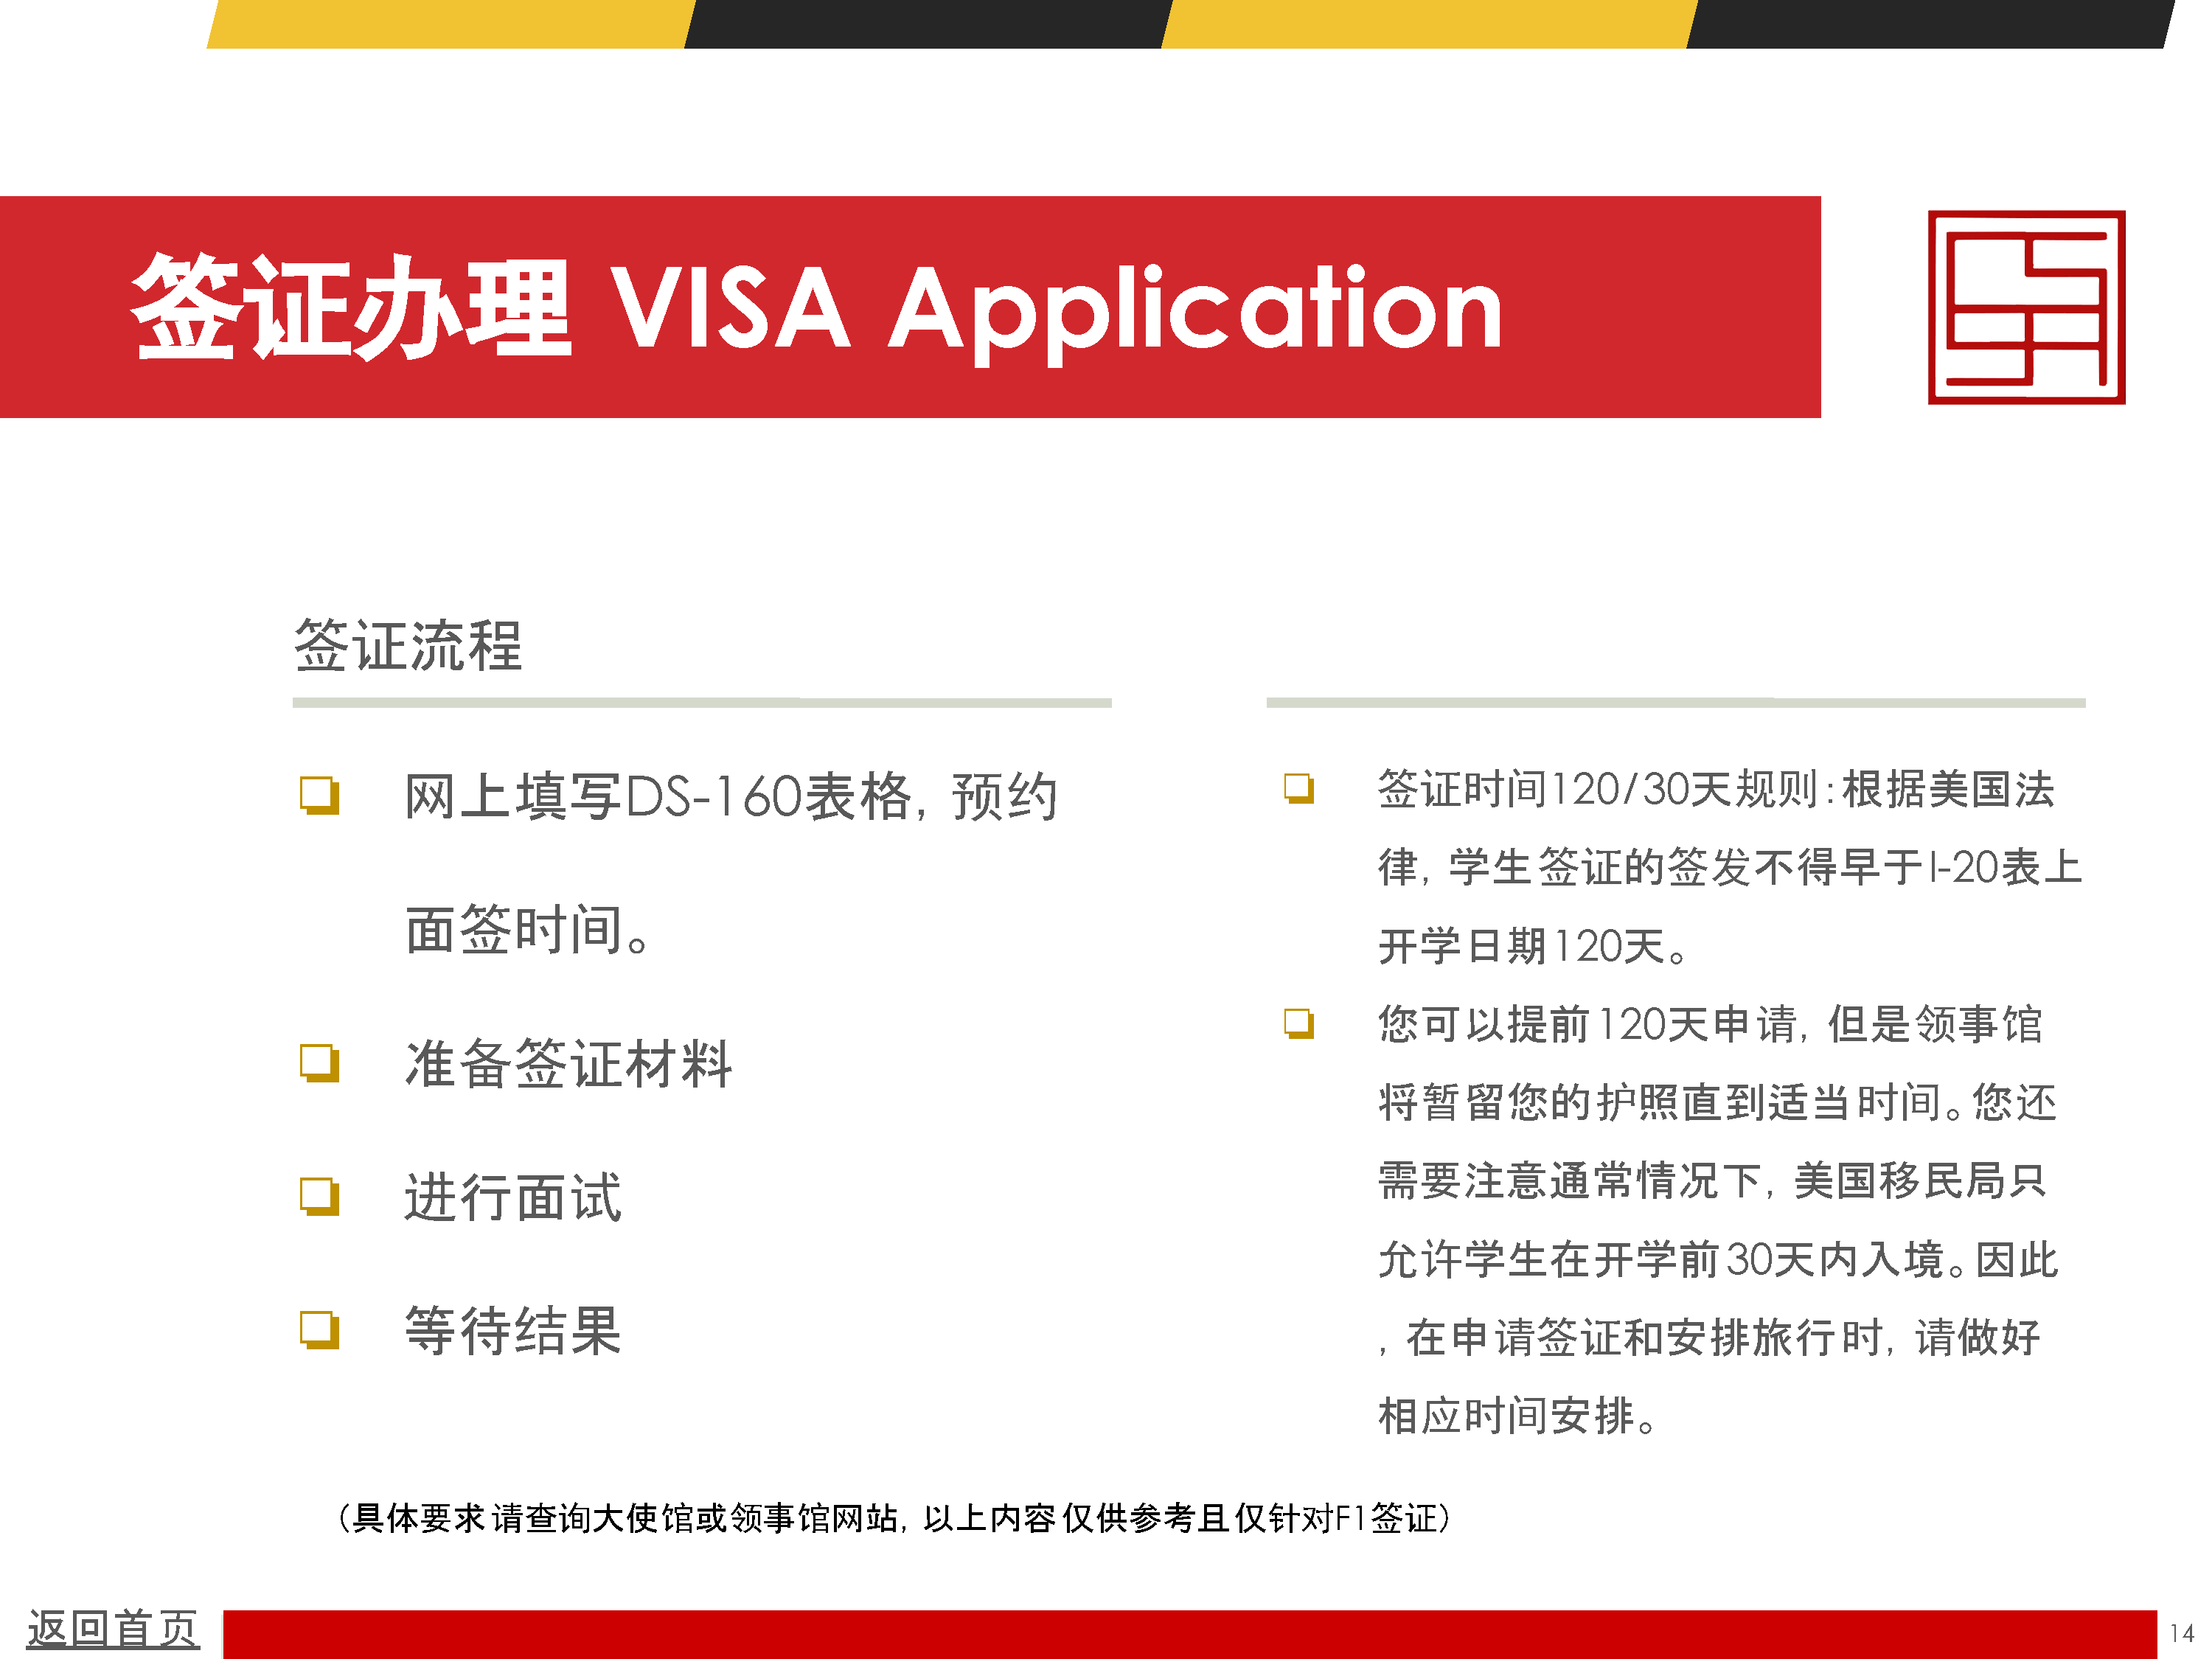 签证办理 VISA Application
签证流程
网上填写DS-160表格，预约
面签时间。
准备签证材料
进行面试
等待结果
签证时间120/30天规则：根据美国法
律，学生签证的签发不得早于I-20表上
开学日期120天。
您可以提前120天申请，但是领事馆
将暂留您的护照直到适当时间。您还
需要注意通常情况下，美国移民局只
允许学生在开学前30天内入境。因此
，在申请签证和安排旅行时，请做好
相应时间安排。
（具体要求请查询大使馆或领事馆网站，以上内容仅供参考且仅针对F1签证）
返回首页
14